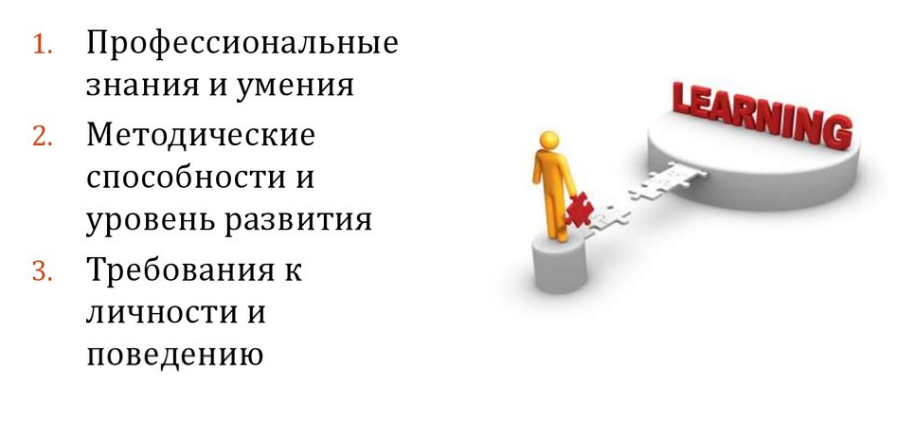 1. Профессиональные
знания и умения
2. Методические
способности и
уровень развития
3. Требования к
личности и
поведению
LEARNING